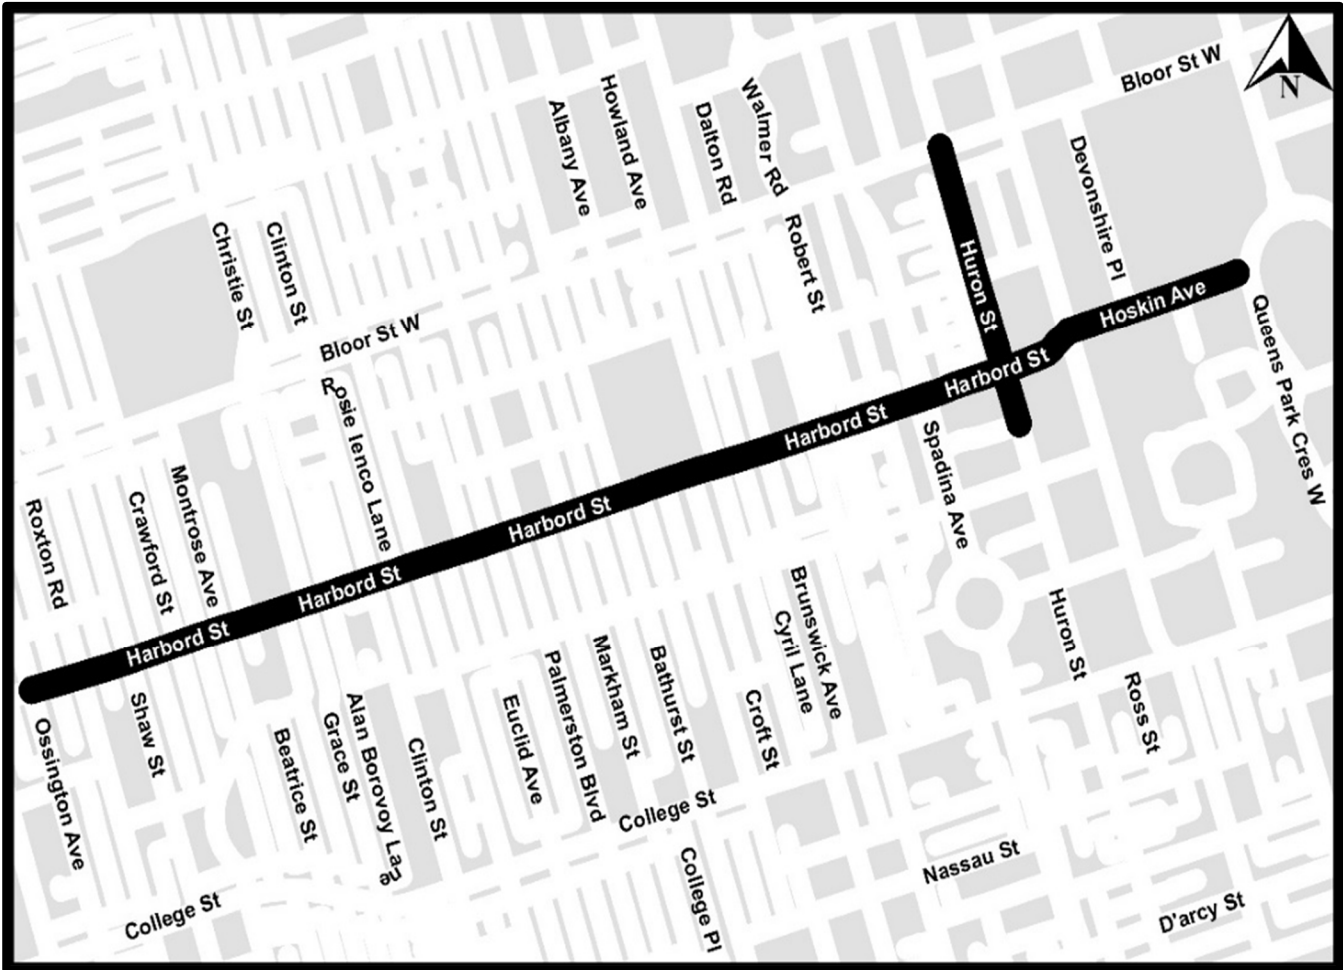 Bloor St W
N
Howland Ave
Albany Ave
Walmer Rd
Dalton Rd
Devonshire Pl
Robert St
Christie St
Clinton St
Huron St
Hoskin Ave
Queens Park Cres W
Bloor St W
Harbord St
Rosie Ienco Lane
Harbord St
Spadina Ave
Montrose Ave
Crawford St
Roxton Rd
Harbord St
Harbord St
Harbord St
Brunswick Ave
Cyril Lane
Huron St
Markham St
Bathurst St
Palmerston Blvd
Ross St
Shaw St
Ossington Ave
Alan Borovoy Lane
Grace St
Beatrice St
Clinton St
Euclid Ave
Croft St
College St
College Pl
Nassau St
College St
D'arcy St